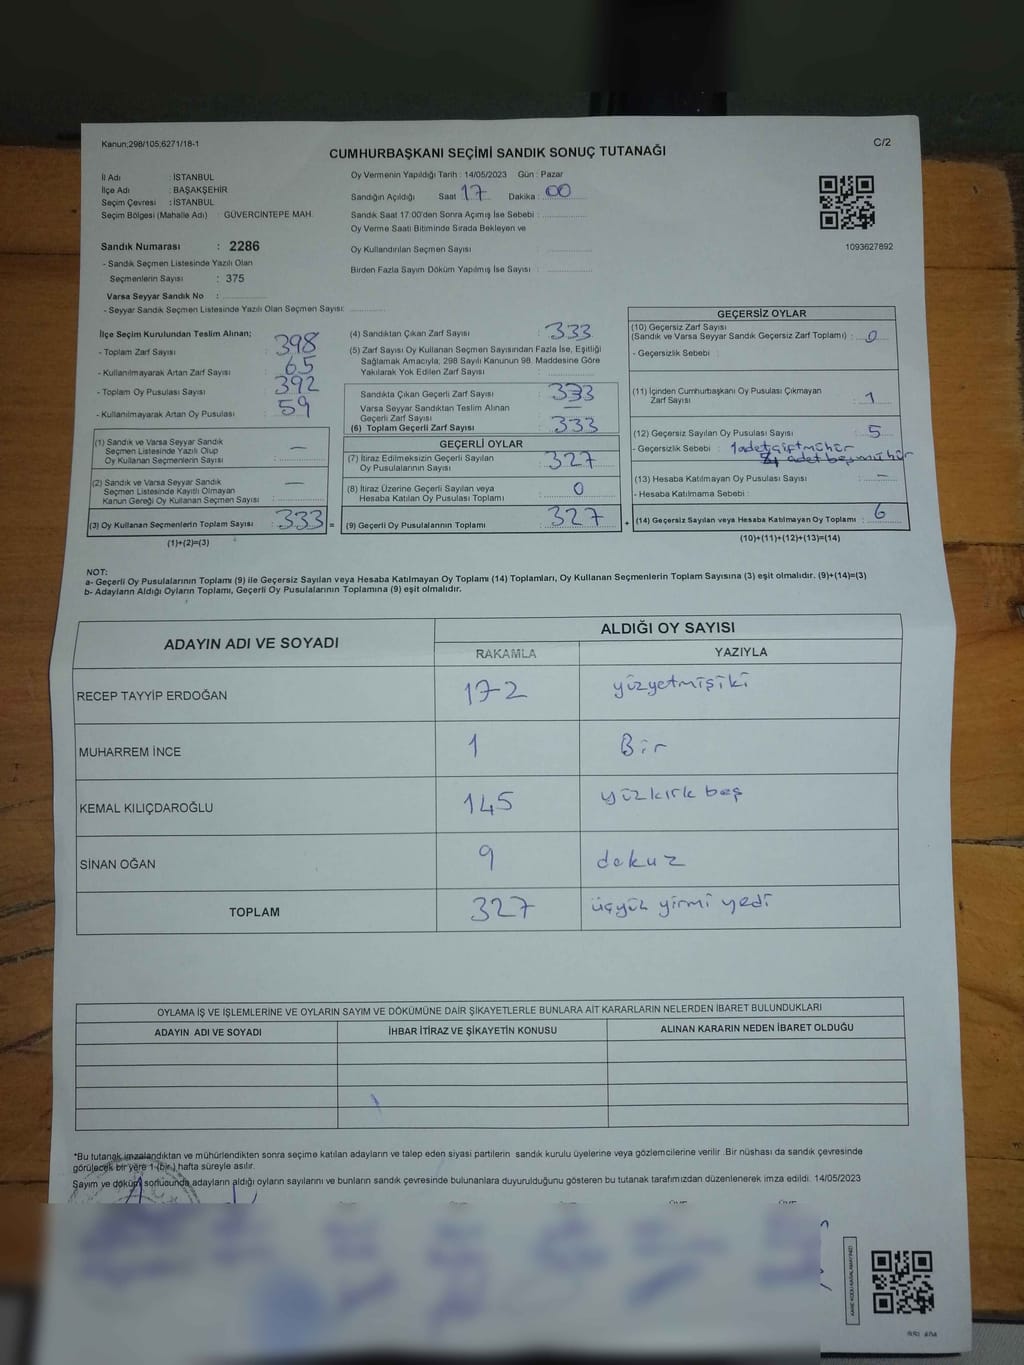 Kanun;298/105;6271/18-1
C/2
CUMHURBAŞKANI SEÇİMİ SANDIK SONUÇ TUTANAĞI
İl Adı : İSTANBUL
İlçe Adı : BAŞAKŞEHİR
Seçim Çevresi : İSTANBUL
Seçim Bölgesi (Mahalle Adı) : GÜVERCİNTEPE MAH.
Sandık Numarası : 2286
- Sandık Seçmen Listesinde Yazılı Olan
Seçmenlerin Sayısı : 375
Varsa Seyyar Sandık No :
- Seyyar Sandık Seçmen Listesinde Yazılı Olan Seçmen Sayısı:
Oy Vermenin Yapıldığı Tarih : 14/05/2023 Gün : Pazar
Sandığın Açıldığı Saat 17 Dakika : 00
Sandık Saat 17.00'den Sonra Açımış İse Sebebi :
Oy Verme Saati Bitiminde Sırada Bekleyen ve
Oy Kullandırılan Seçmen Sayısı :
Birden Fazla Sayım Döküm Yapılmış İse Sayısı :
1093627892
İlçe Seçim Kurulundan Teslim Alınan;
- Toplam Zarf Sayısı : 398
- Kullanılmayarak Artan Zarf Sayısı : 65
- Toplam Oy Pusulası Sayısı : 392
- Kullanılmayarak Artan Oy Pusulası : 59
(1) Sandık ve Varsa Seyyar Sandık
Seçmen Listesinde Yazılı Olup
Oy Kullanan Seçmenlerin Sayısı : —
(2) Sandık ve Varsa Seyyar Sandık
Seçmen Listesinde Kayıtlı Olmayan
Kanun Gereği Oy Kullanan Seçmen Sayısı : —
(3) Oy Kullanan Seçmenlerin Toplam Sayısı : 333 =
(1)+(2)=(3)
(4) Sandıktan Çıkan Zarf Sayısı : 333
(5) Zarf Sayısı Oy Kullanan Seçmen Sayısından Fazla İse, Eşitliği
Sağlamak Amacıyla; 298 Sayılı Kanunun 98. Maddesine Göre
Yakılarak Yok Edilen Zarf Sayısı :
Sandıkta Çıkan Geçerli Zarf Sayısı : 333
Varsa Seyyar Sandıktan Teslim Alınan
Geçerli Zarf Sayısı : —
(6) Toplam Geçerli Zarf Sayısı : 333
GEÇERLİ OYLAR
(7) İtiraz Edilmeksizin Geçerli Sayılan
Oy Pusulalarının Sayısı : 327
(8) İtiraz Üzerine Geçerli Sayılan veya
Hesaba Katılan Oy Pusulası Toplamı : 0
(9) Geçerli Oy Pusulalarının Toplamı : 327 +
GEÇERSİZ OYLAR
(10) Geçersiz Zarf Sayısı
(Sandık ve Varsa Seyyar Sandık Geçersiz Zarf Toplamı) : 0
- Geçersizlik Sebebi :
(11) İçinden Cumhurbaşkanı Oy Pusulası Çıkmayan
Zarf Sayısı : 1
(12) Geçersiz Sayılan Oy Pusulası Sayısı : 5
- Geçersizlik Sebebi : 1 adet çift mühür
4 adet beş mühür
(13) Hesaba Katılmayan Oy Pusulası Sayısı : —
- Hesaba Katılmama Sebebi :
(14) Geçersiz Sayılan veya Hesaba Katılmayan Oy Toplamı : 6
(10)+(11)+(12)+(13)=(14)
NOT:
a- Geçerli Oy Pusulalarının Toplamı (9) ile Geçersiz Sayılan veya Hesaba Katılmayan Oy Toplamı (14) Toplamları, Oy Kullanan Seçmenlerin Toplam Sayısına (3) eşit olmalıdır. (9)+(14)=(3)
b- Adayların Aldığı Oyların Toplamı, Geçerli Oy Pusulalarının Toplamına (9) eşit olmalıdır.
ADAYIN ADI VE SOYADI
ALDIĞI OY SAYISI
RAKAMLA YAZIYLA
RECEP TAYYİP ERDOĞAN 172 yüzyetmişiki
MUHARREM İNCE 1 Bir
KEMAL KILIÇDAROĞLU 145 yüzkırk beş
SİNAN OĞAN 9 dokuz
TOPLAM 327 üçyüz yirmi yedi
OYLAMA İŞ VE İŞLEMLERİNE VE OYLARIN SAYIM VE DÖKÜMÜNE DAİR ŞİKAYETLERLE BUNLARA AİT KARARLARIN NELERDEN İBARET BULUNDUKLARI
ADAYIN ADI VE SOYADI İHBAR İTİRAZ VE ŞİKAYETİN KONUSU ALINAN KARARIN NEDEN İBARET OLDUĞU
*Bu tutanak imzalandıktan ve mühürlendikten sonra seçime katılan adayların ve talep eden siyasi partilerin sandık kurulu üyelerine veya gözlemcilerine verilir. Bir nüshası da sandık çevresinde
görülecek bir yere 1 (bir ) hafta süreyle asılır.
Sayım ve döküm sonucunda adayların aldığı oyların sayılarını ve bunların sandık çevresinde bulunanlara duyurulduğunu gösteren bu tutanak tarafımızdan düzenlenerek imza edildi. 14/05/2023